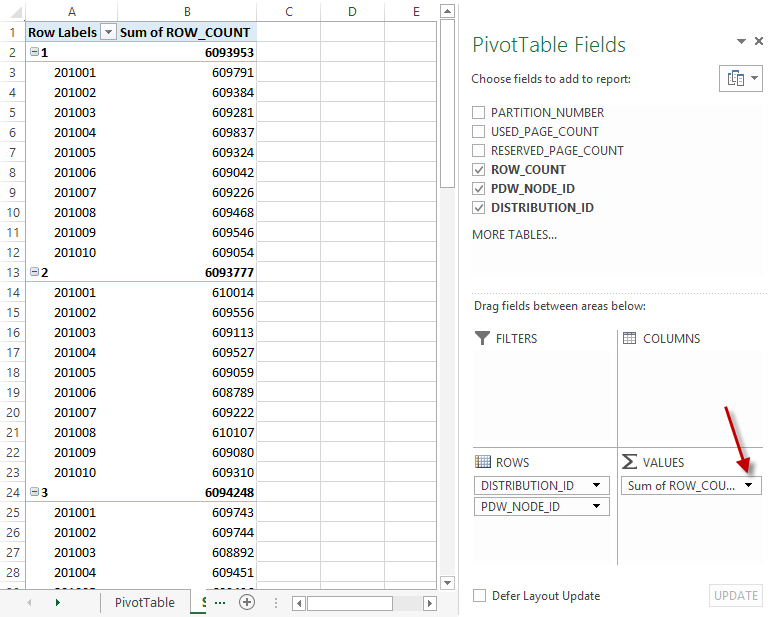 A B C D E
1 Row Labels Sum of ROW_COUNT
2 1 6093953
3 201001 609791
4 201002 609384
5 201003 609281
6 201004 609837
7 201005 609324
8 201006 609042
9 201007 609226
10 201008 609468
11 201009 609546
12 201010 609054
13 2 6093777
14 201001 610014
15 201002 609556
16 201003 609113
17 201004 609527
18 201005 609059
19 201006 608789
20 201007 609222
21 201008 610107
22 201009 609080
23 201010 609310
24 3 6094248
25 201001 609743
26 201002 609744
27 201003 608892
28 201004 609451
PivotTable
...
PivotTable Fields
Choose fields to add to report:
PARTITION_NUMBER
USED_PAGE_COUNT
RESERVED_PAGE_COUNT
ROW_COUNT
PDW_NODE_ID
DISTRIBUTION_ID
MORE TABLES...
Drag fields between areas below:
FILTERS
COLUMNS
ROWS
DISTRIBUTION_ID
PDW_NODE_ID
VALUES
Sum of ROW_COU...
Defer Layout Update
UPDATE